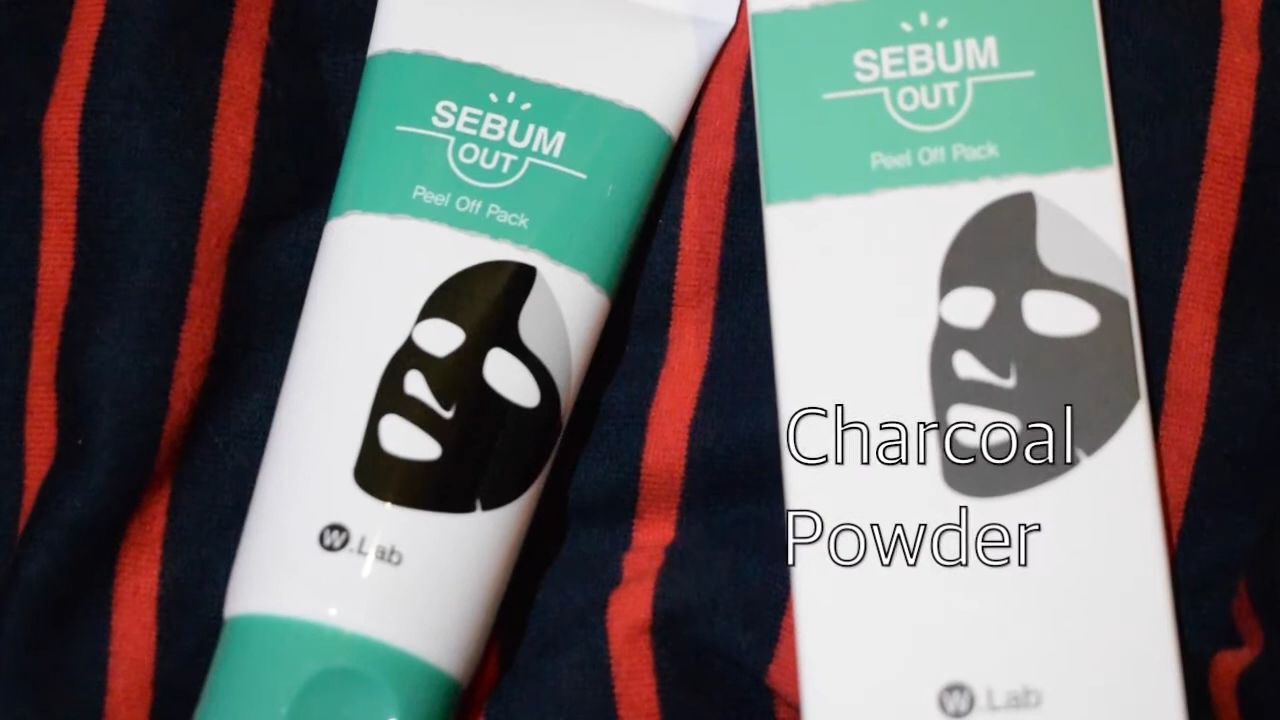 SEBUM
OUT
Peel Off Pack
W.Lab
SEBUM
OUT
Peel Off Pack
Charcoal
Powder
W.Lab